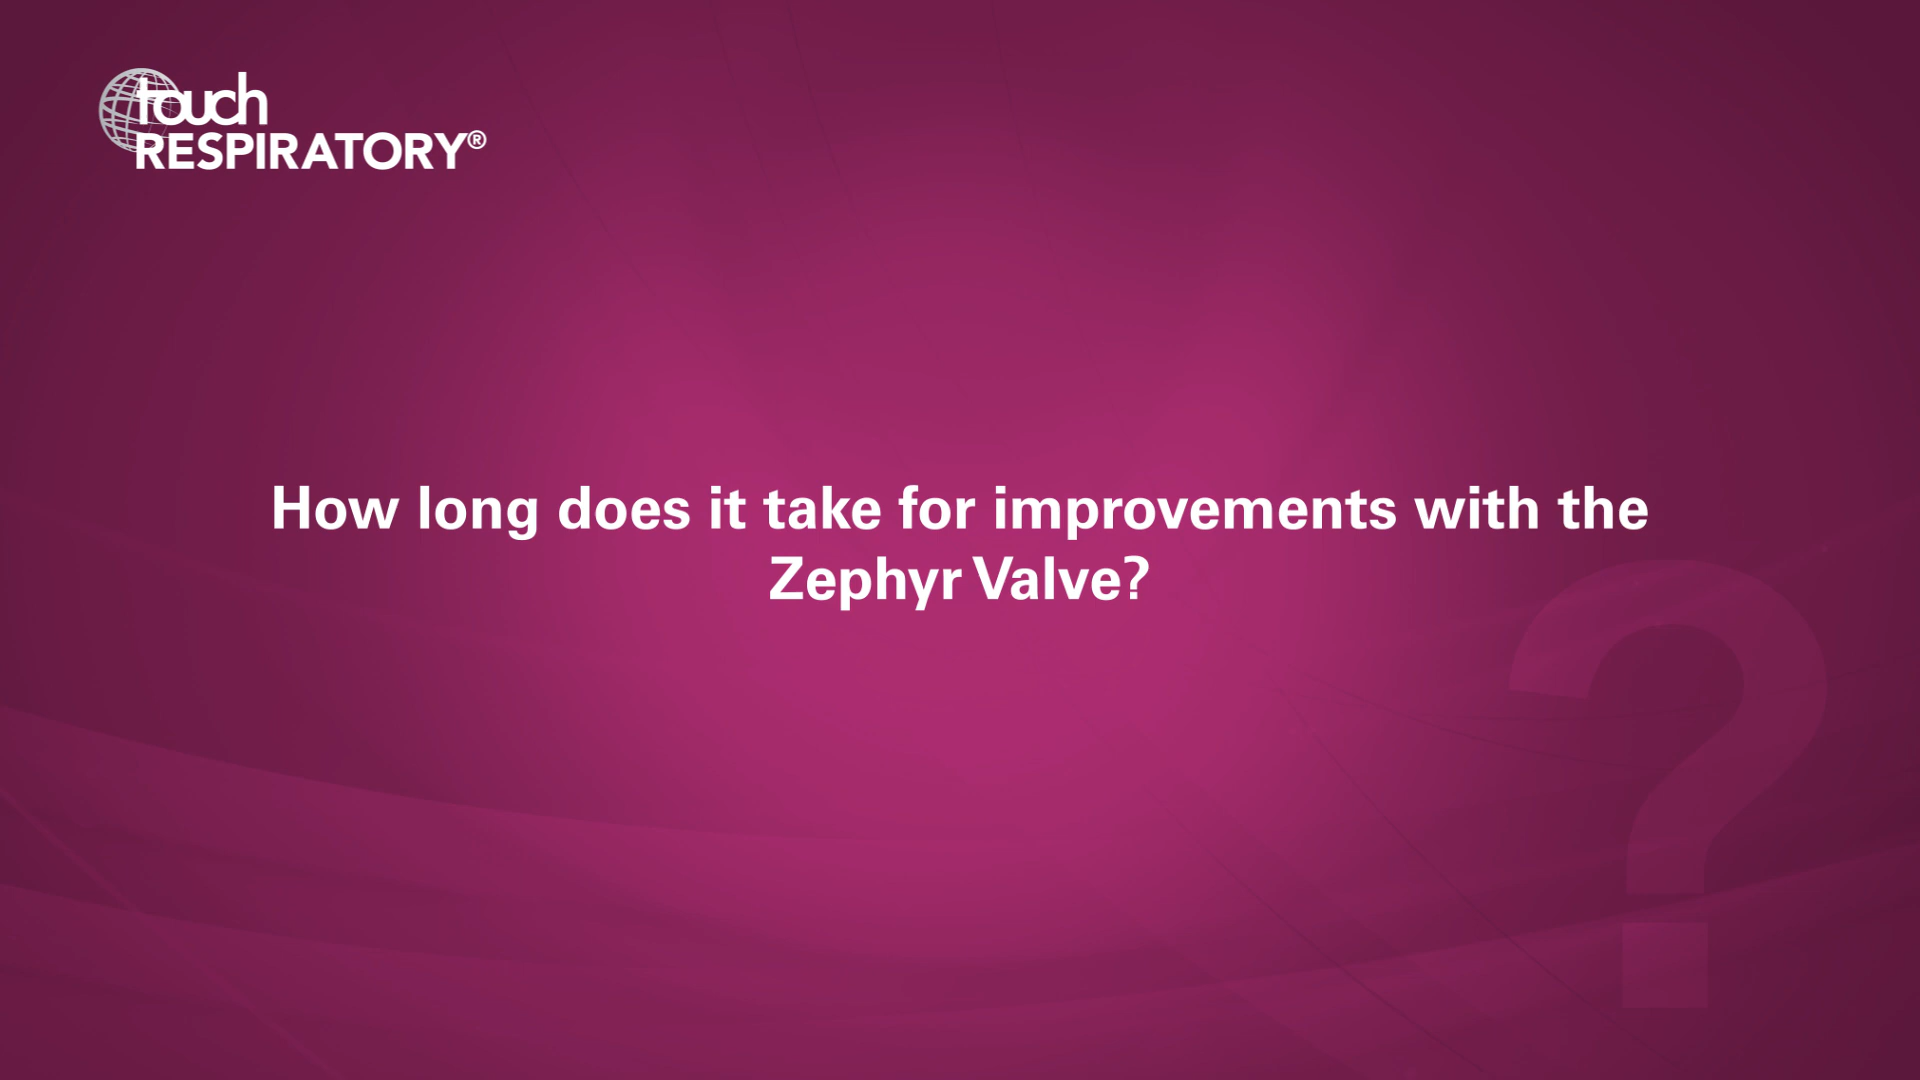 touch
RESPIRATORY®
How long does it take for improvements with the
Zephyr Valve?
?